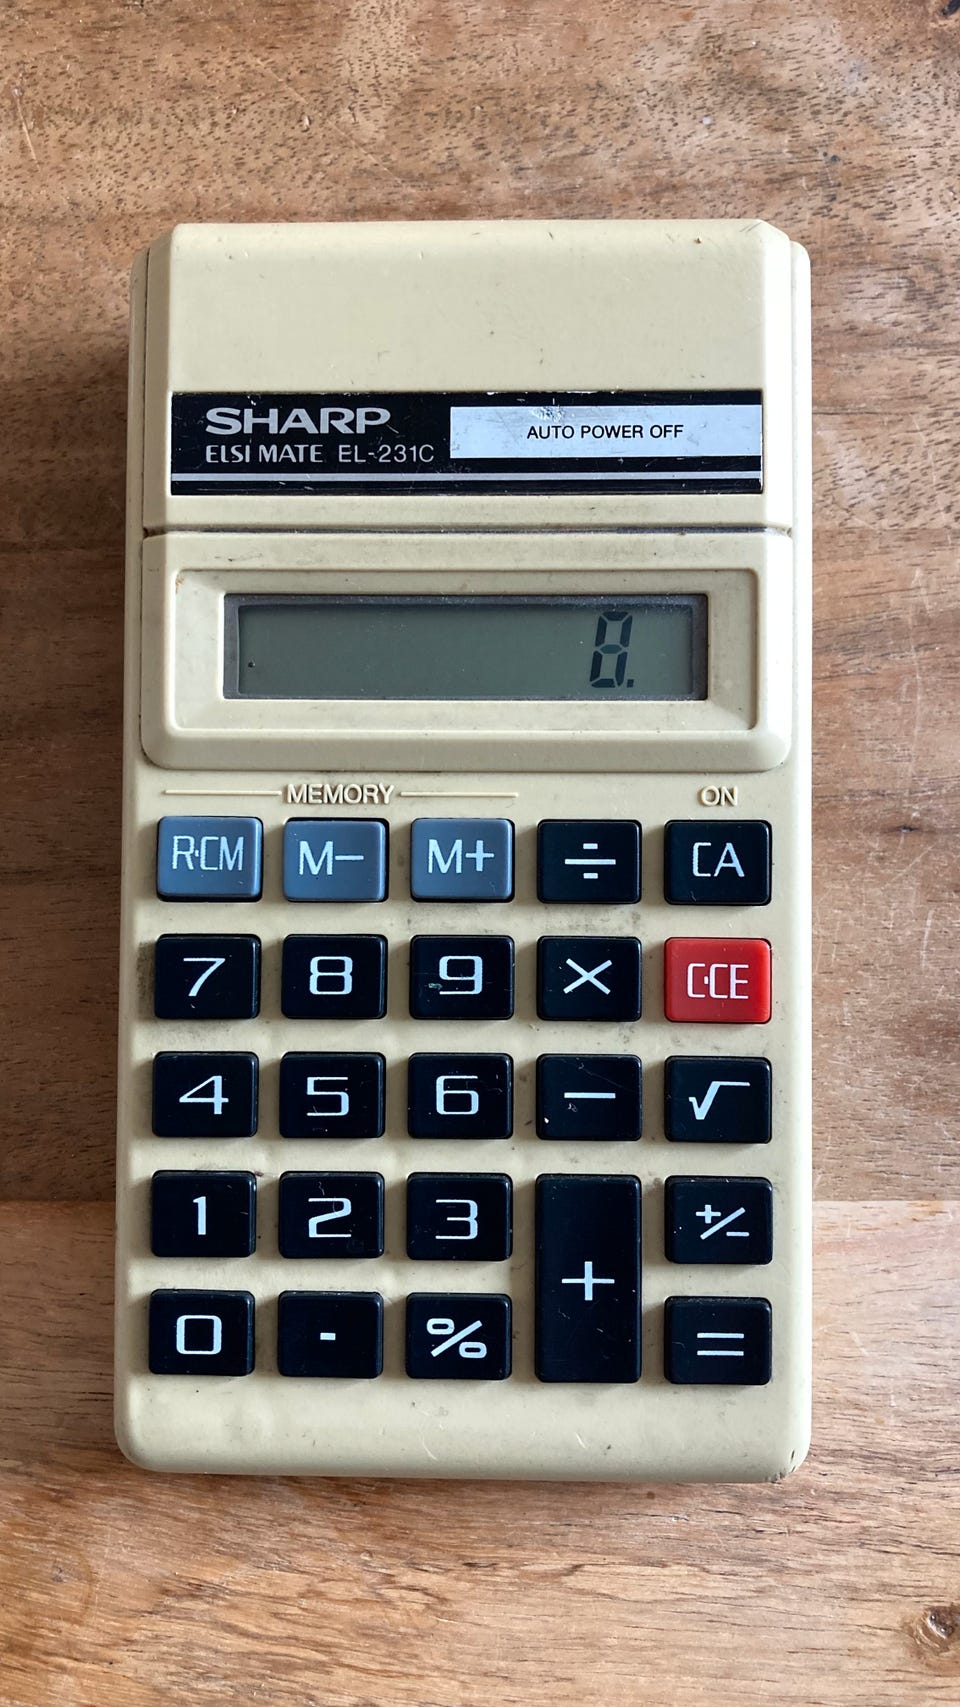 SHARP
ELSI MATE EL-231C
AUTO POWER OFF
8.
MEMORY ON
R·CM M− M+ ÷ CA
7 8 9 × C·CE
4 5 6 − √
1 2 3 + +/−
0 . % =